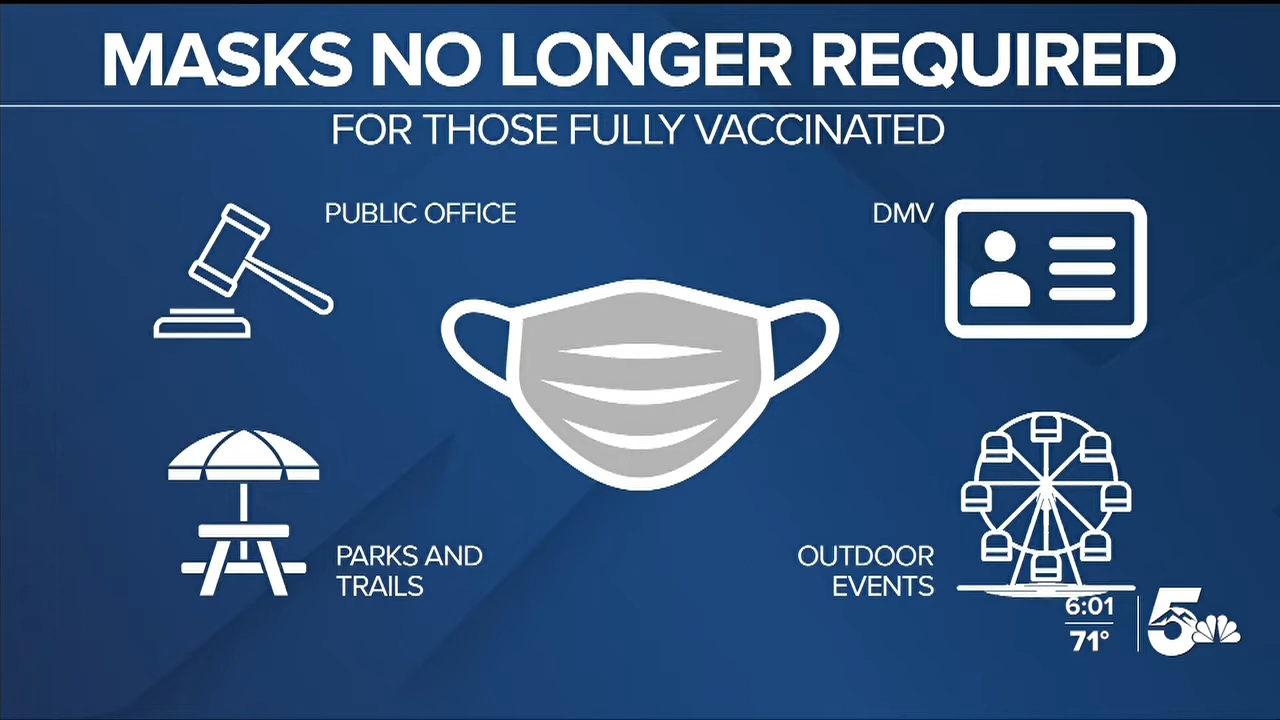 MASKS NO LONGER REQUIRED
FOR THOSE FULLY VACCINATED
PUBLIC OFFICE
DMV
PARKS AND
TRAILS
OUTDOOR
EVENTS
6:01
71°
5